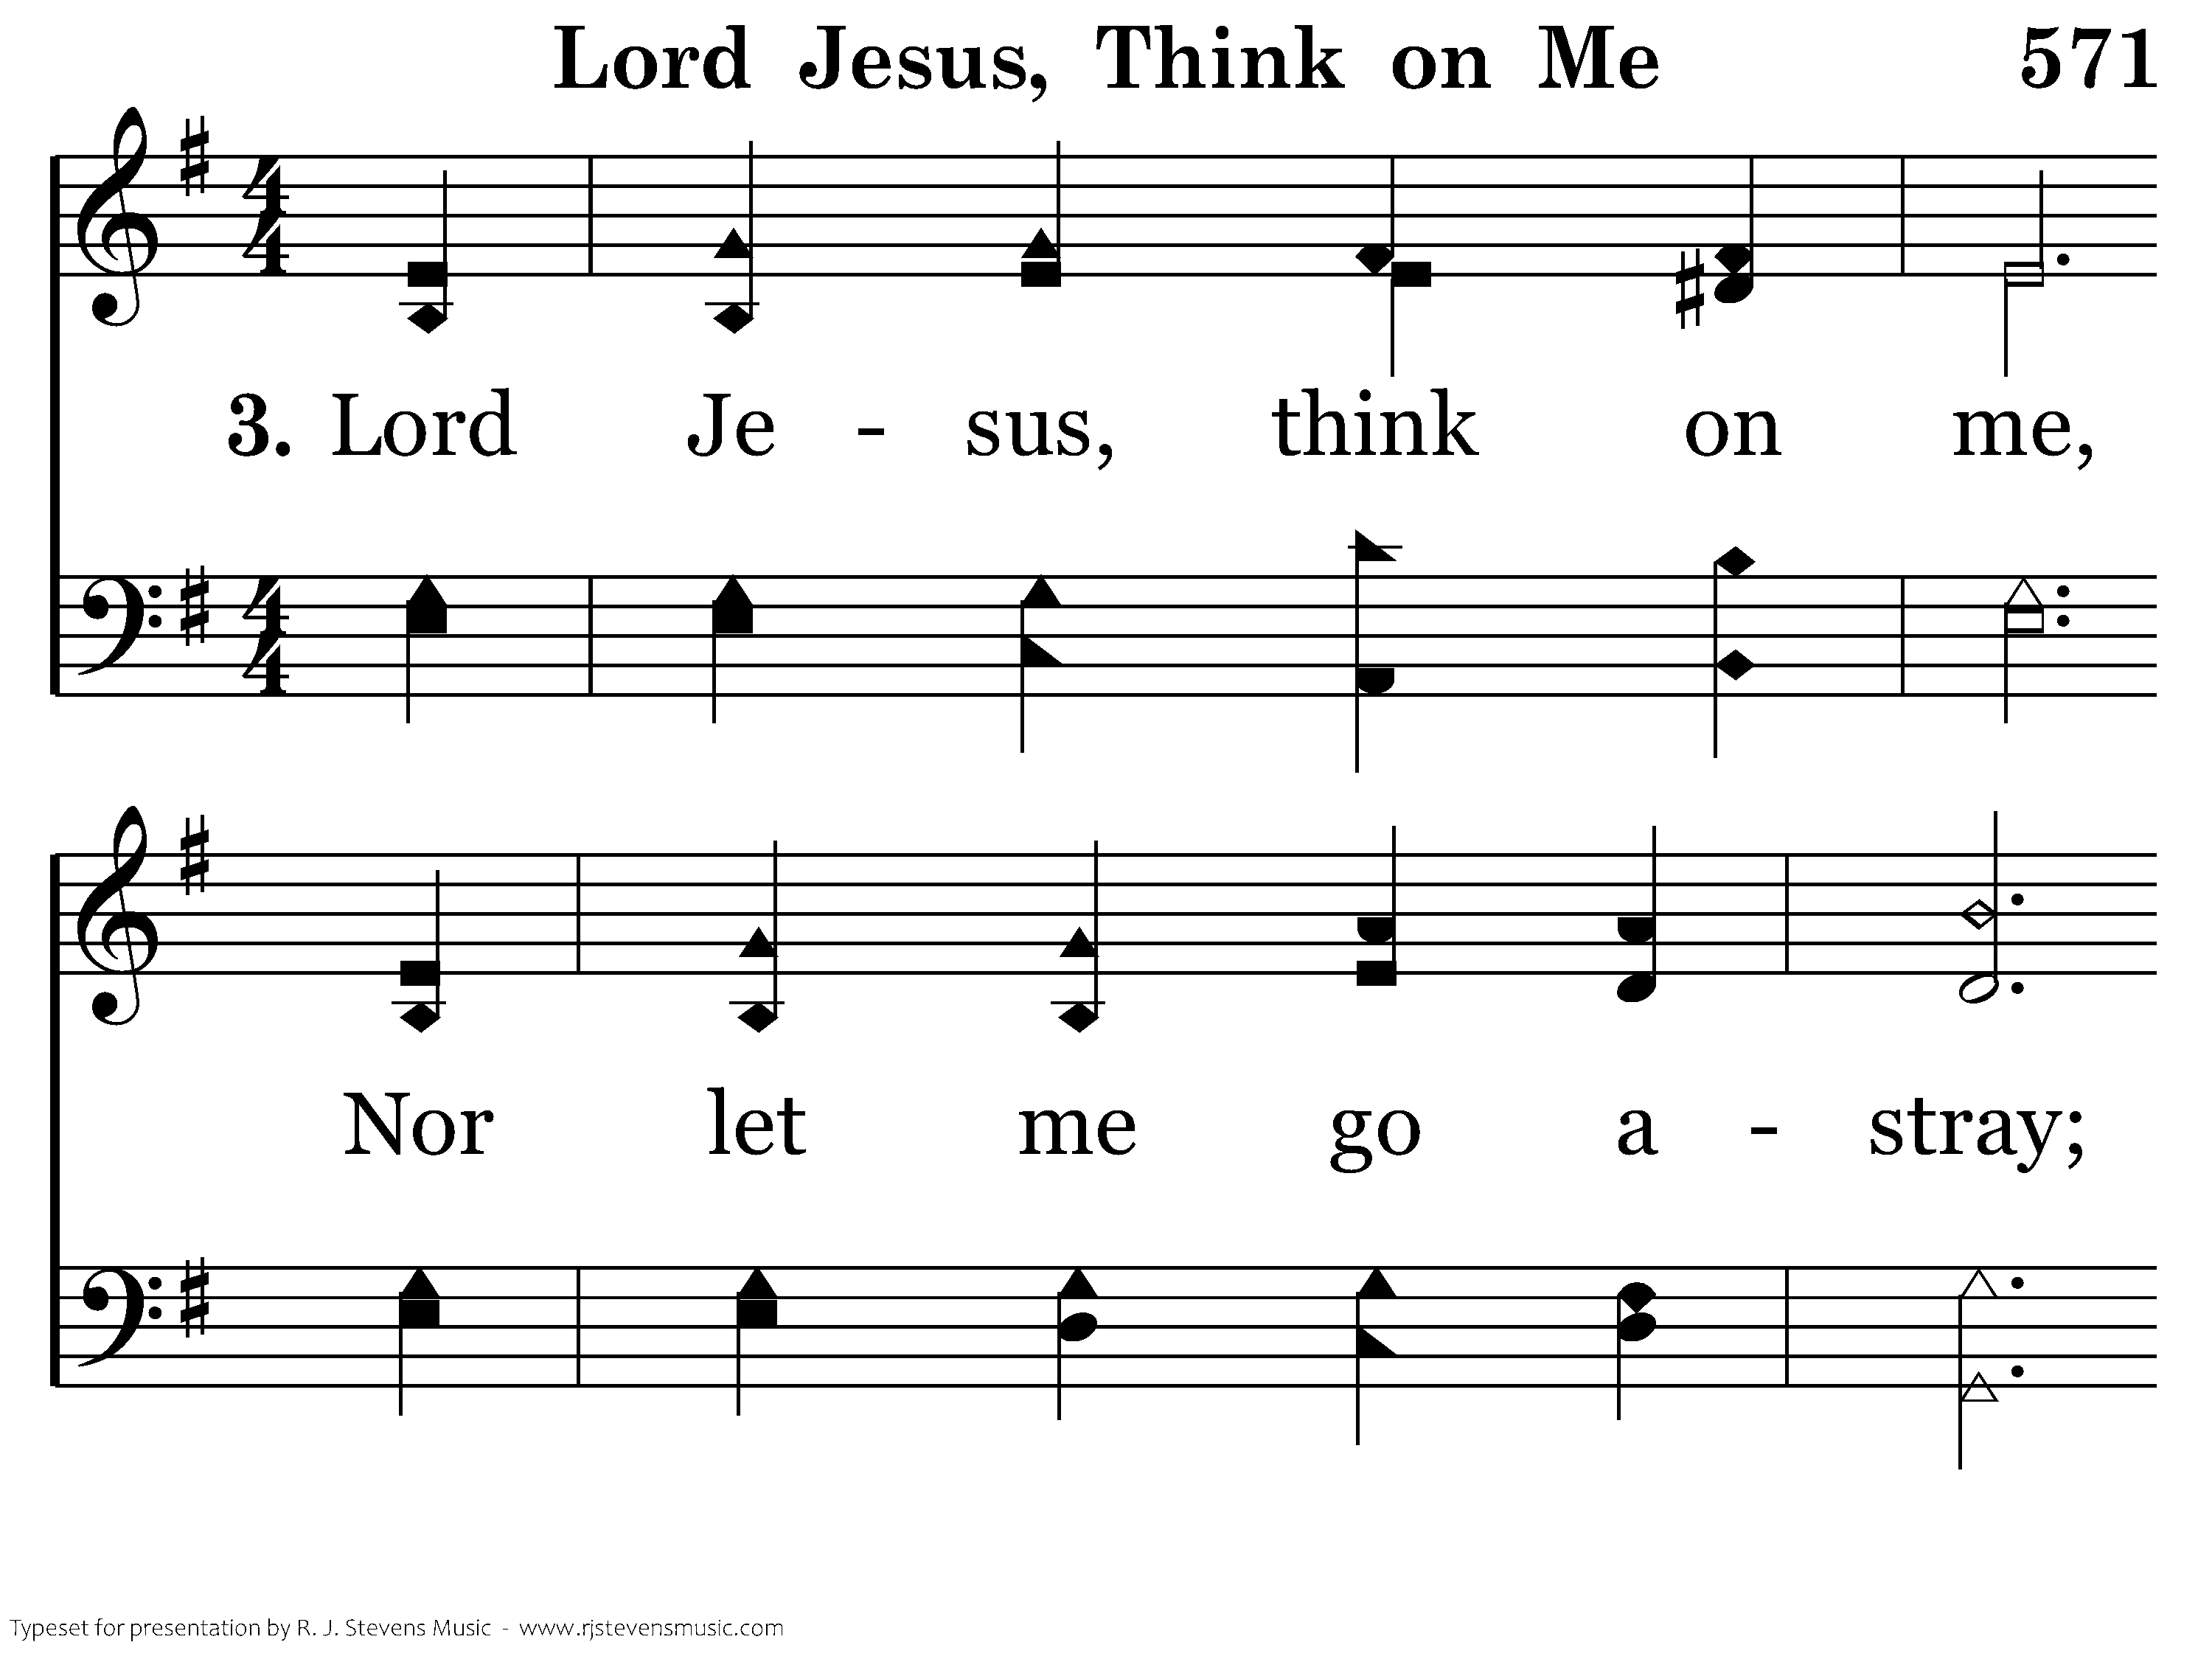 Lord Jesus, Think on Me 571
3. Lord Je - sus, think on me,
Nor let me go a - stray;
Typeset for presentation by R. J. Stevens Music - www.rjstevensmusic.com